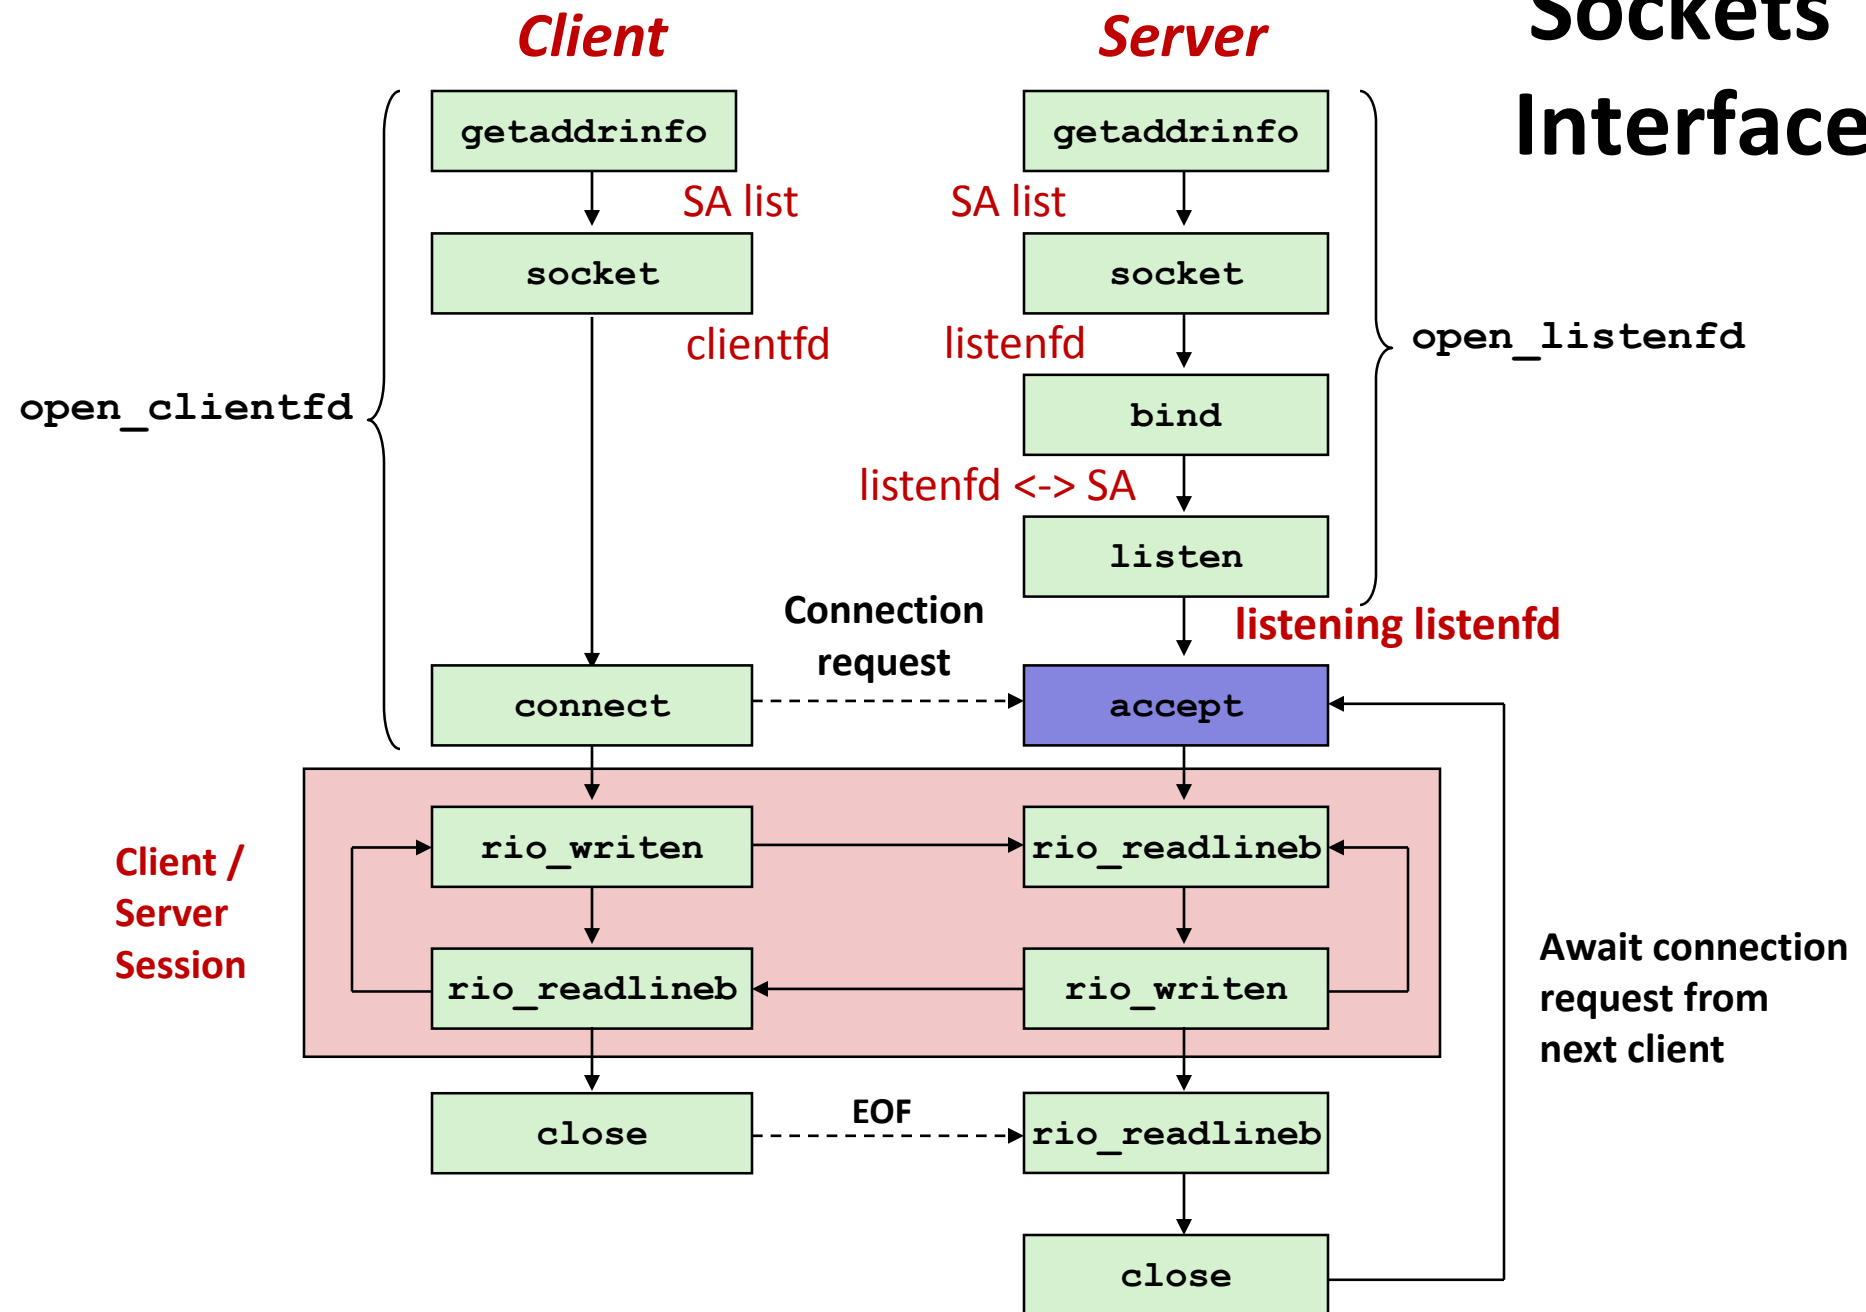 Sockets
Interface
Client
Server
getaddrinfo
getaddrinfo
SA list
SA list
socket
socket
clientfd
listenfd
open_listenfd
open_clientfd
bind
listenfd <-> SA
listen
Connection
request
listening listenfd
connect
accept
Client /
Server
Session
rio_writen
rio_readlineb
rio_readlineb
rio_writen
Await connection
request from
next client
close
EOF
rio_readlineb
close